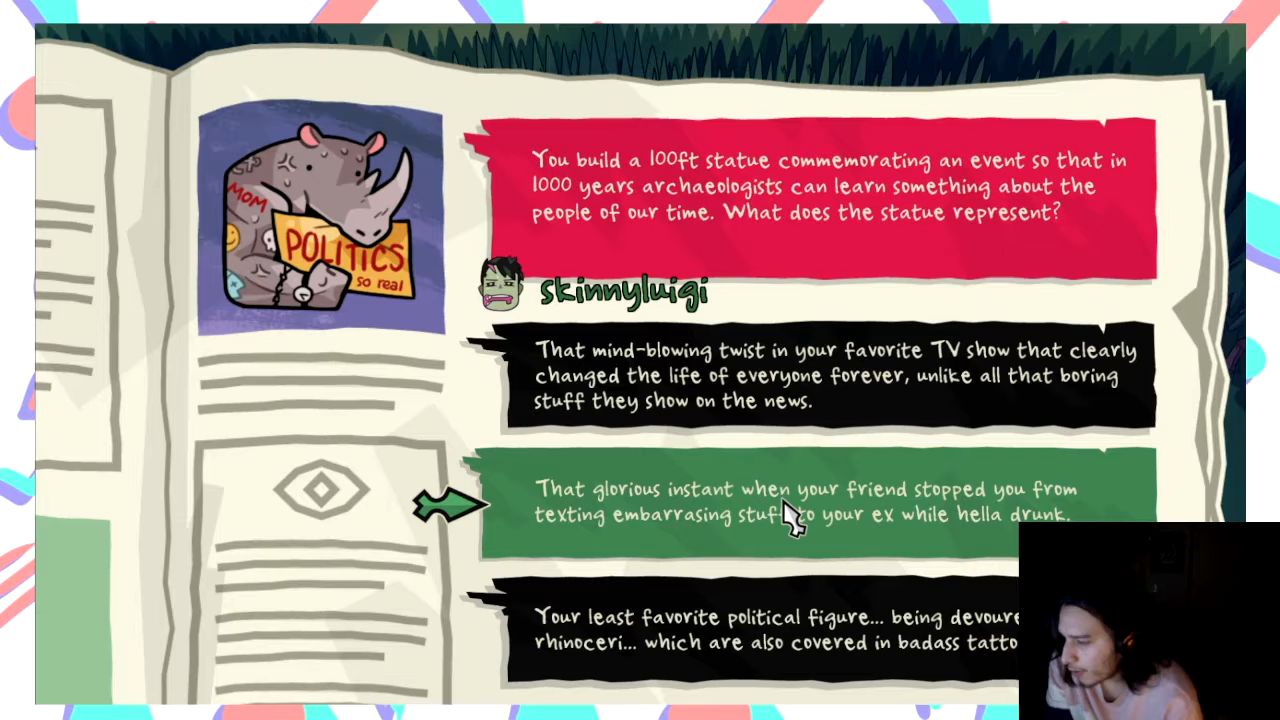 MOM
POLITICS
so real
You build a 100ft statue commemorating an event so that in
1000 years archaeologists can learn something about the
people of our time. What does the statue represent?
skinnyluigi
That mind-blowing twist in your favorite TV show that clearly
changed the life of everyone forever, unlike all that boring
stuff they show on the news.
That glorious instant when your friend stopped you from
texting embarrasing stuff to your ex while hella drunk.
Your least favorite political figure... being devoure
rhinoceri... which are also covered in badass tatto